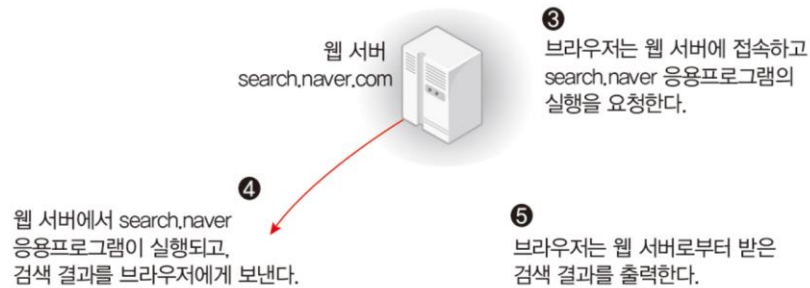 웹 서버
search.naver.com
❸
브라우저는 웹 서버에 접속하고
search.naver 응용프로그램의
실행을 요청한다.
❹
웹 서버에서 search.naver
응용프로그램이 실행되고,
검색 결과를 브라우저에게 보낸다.
❺
브라우저는 웹 서버로부터 받은
검색 결과를 출력한다.